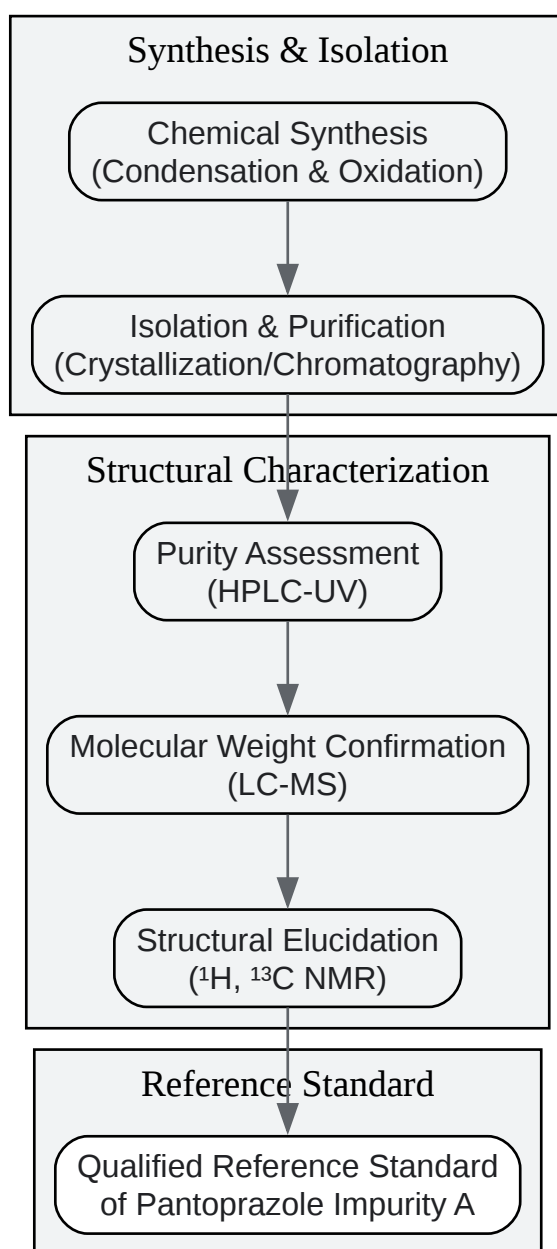 Synthesis & Isolation
Chemical Synthesis
(Condensation & Oxidation)
Isolation & Purification
(Crystallization/Chromatography)
Structural Characterization
Purity Assessment
(HPLC-UV)
Molecular Weight Confirmation
(LC-MS)
Structural Elucidation
(¹H, ¹³C NMR)
Reference Standard
Qualified Reference Standard
of Pantoprazole Impurity A